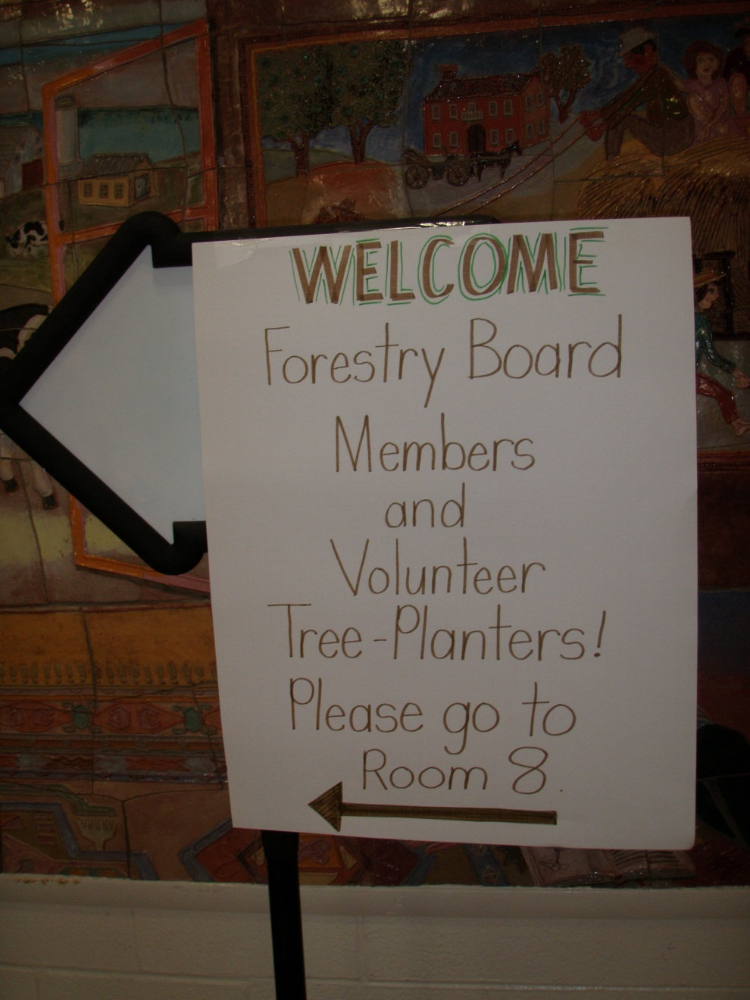 WELCOME
Forestry Board
Members
and
Volunteer
Tree-Planters!
Please go to
Room 8.